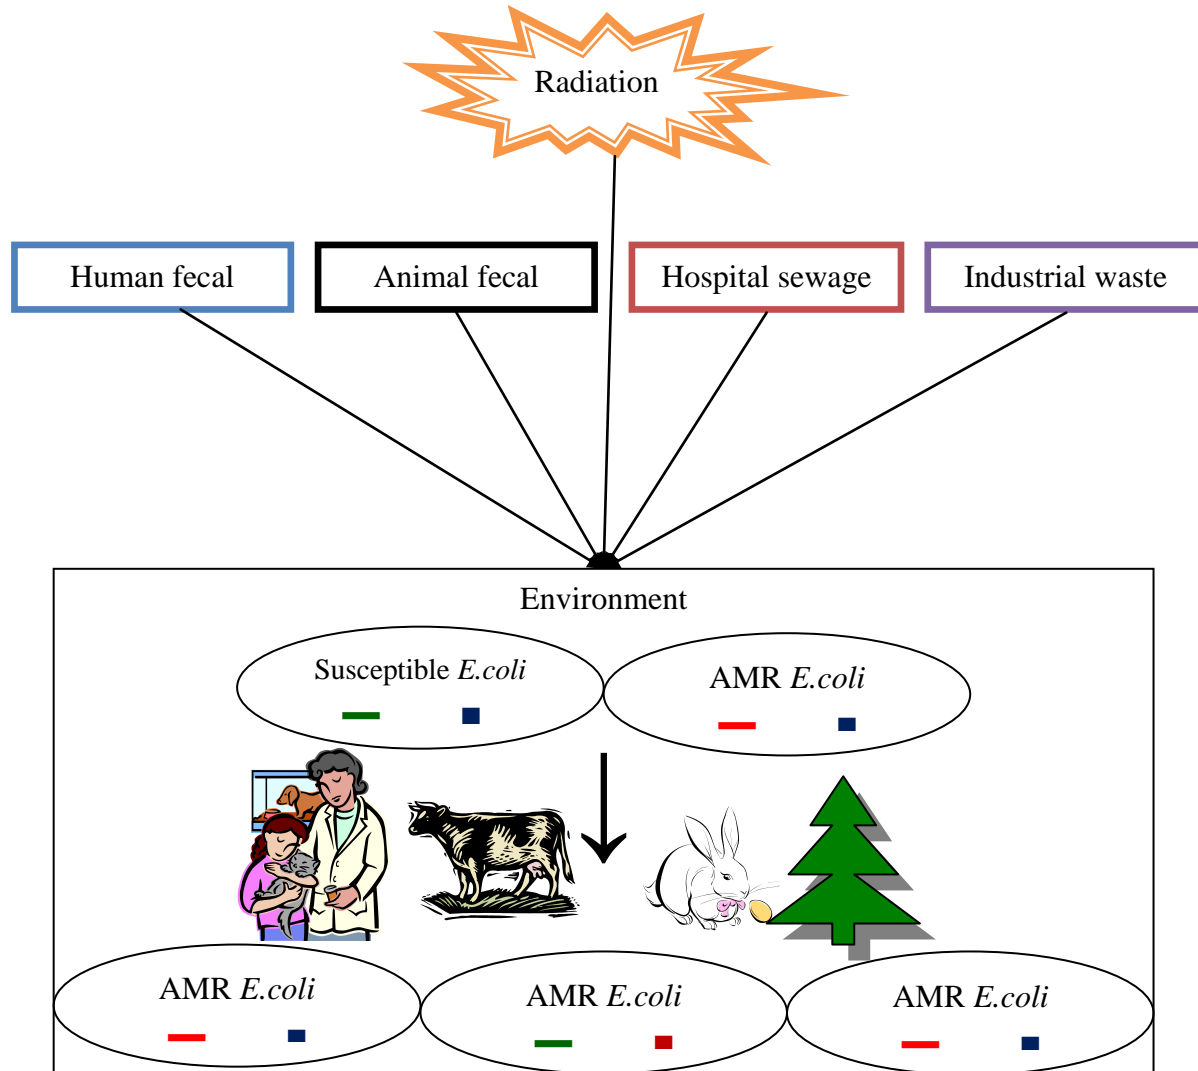 Radiation
Human fecal
Animal fecal
Hospital sewage
Industrial waste
Environment
Susceptible E.coli
AMR E.coli
AMR E.coli
AMR E.coli
AMR E.coli